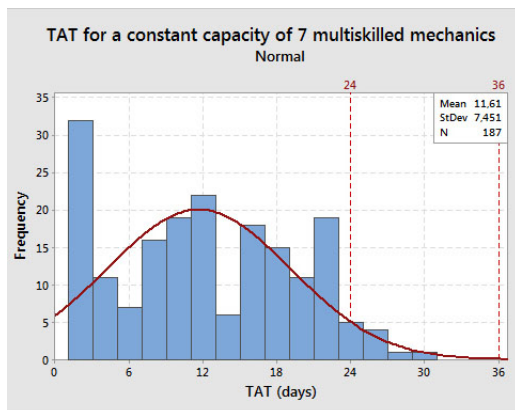 TAT for a constant capacity of 7 multiskilled mechanics
Normal
24
36
Mean 11,61
StDev 7,451
N 187
35
30
25
20
15
10
5
0
Frequency
0 6 12 18 24 30 36
TAT (days)